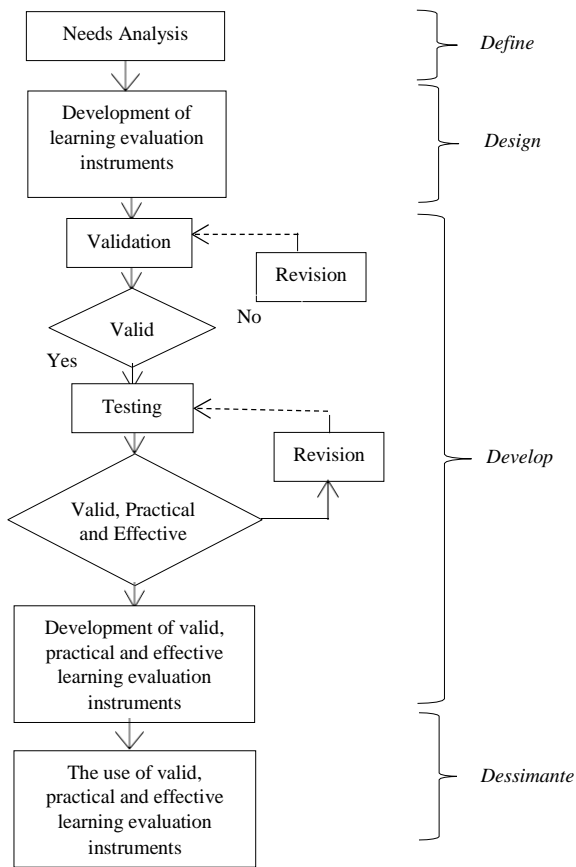 Needs Analysis
Define
Development of
learning evaluation
instruments
Design
Validation
Revision
No
Valid
Yes
Testing
Revision
Valid, Practical
and Effective
Develop
Development of valid,
practical and effective
learning evaluation
instruments
The use of valid,
practical and effective
learning evaluation
instruments
Dessimante